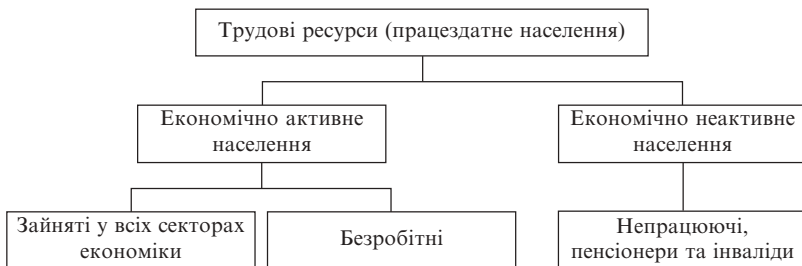 Трудові ресурси (працездатне населення)
Економічно активне
населення
Економічно неактивне
населення
Зайняті у всіх секторах
економіки
Безробітні
Непрацюючі,
пенсіонери та інваліди